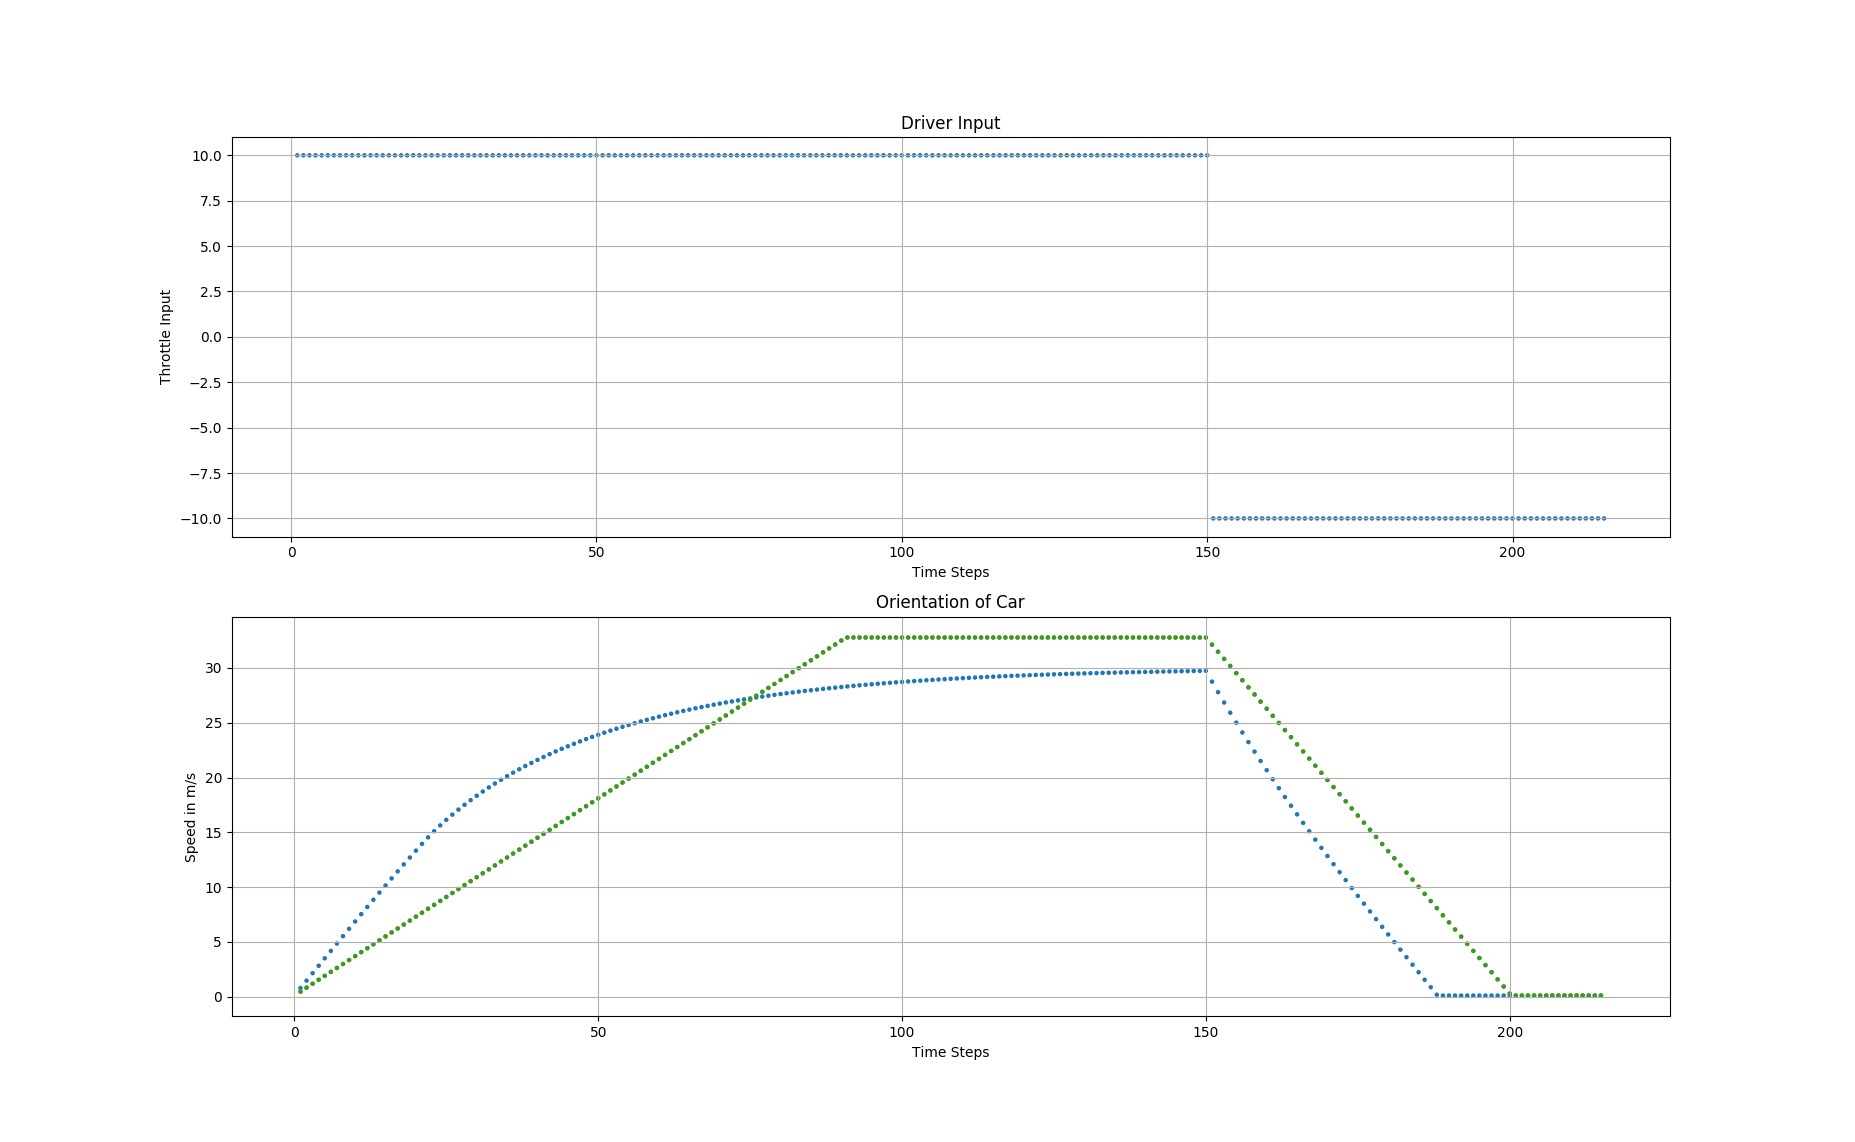 Driver Input
10.0
7.5
5.0
2.5
0.0
−2.5
−5.0
−7.5
−10.0
Throttle Input
0 50 100 150 200
Time Steps
Orientation of Car
30
25
20
15
10
5
0
Speed in m/s
0 50 100 150 200
Time Steps